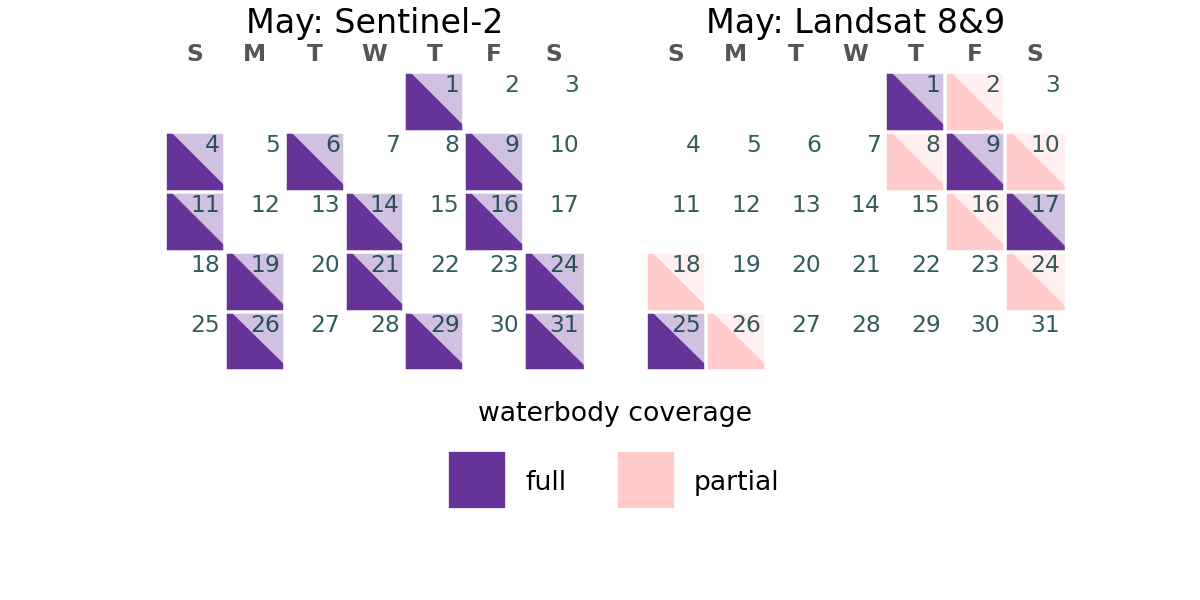 May: Sentinel-2
S M T W T F S
1 2 3
4 5 6 7 8 9 10
11 12 13 14 15 16 17
18 19 20 21 22 23 24
25 26 27 28 29 30 31
May: Landsat 8&9
S M T W T F S
1 2 3
4 5 6 7 8 9 10
11 12 13 14 15 16 17
18 19 20 21 22 23 24
25 26 27 28 29 30 31
waterbody coverage
full
partial